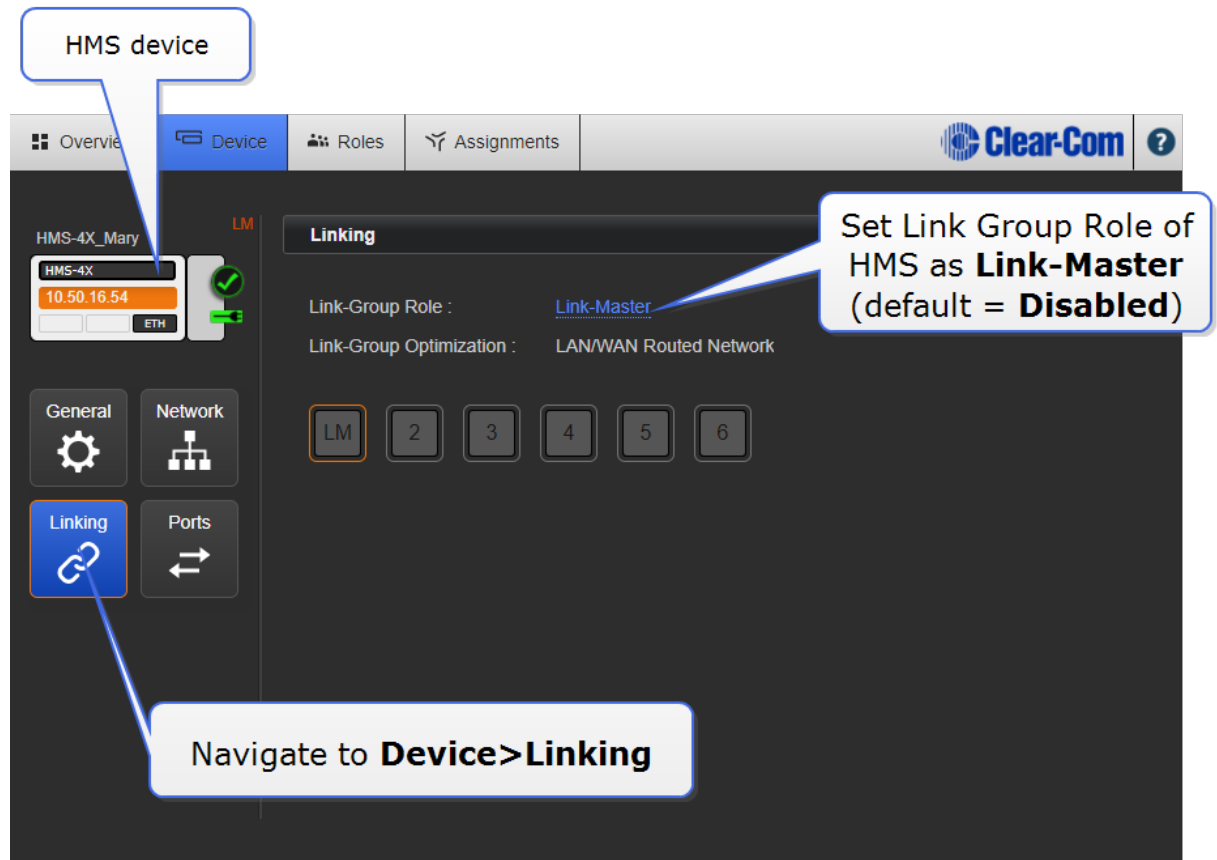 HMS device
Overvie
Device
Roles
Assignments
Clear-Com
?
HMS-4X_Mary
LM
HMS-4X
10.50.16.54
ETH
Linking
Set Link Group Role of
HMS as Link-Master
(default = Disabled)
Link-Group Role :
Link-Master
Link-Group Optimization :
LAN/WAN Routed Network
General
Network
LM
2
3
4
5
6
Linking
Ports
Navigate to Device>Linking